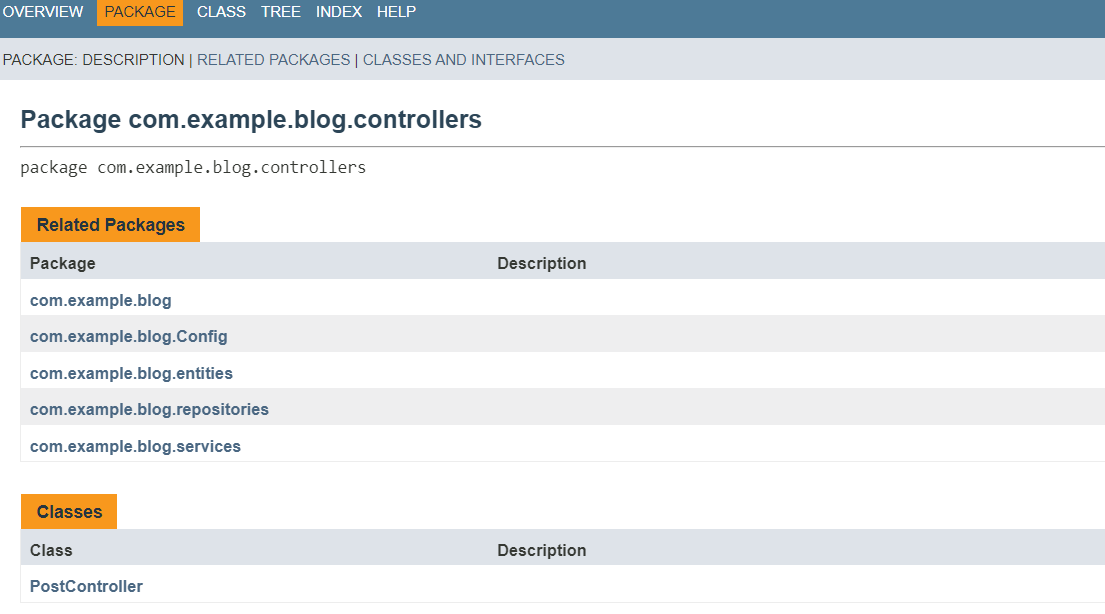 OVERVIEW PACKAGE CLASS TREE INDEX HELP
PACKAGE: DESCRIPTION | RELATED PACKAGES | CLASSES AND INTERFACES
Package com.example.blog.controllers
package com.example.blog.controllers
Related Packages
Package Description
com.example.blog
com.example.blog.Config
com.example.blog.entities
com.example.blog.repositories
com.example.blog.services
Classes
Class Description
PostController